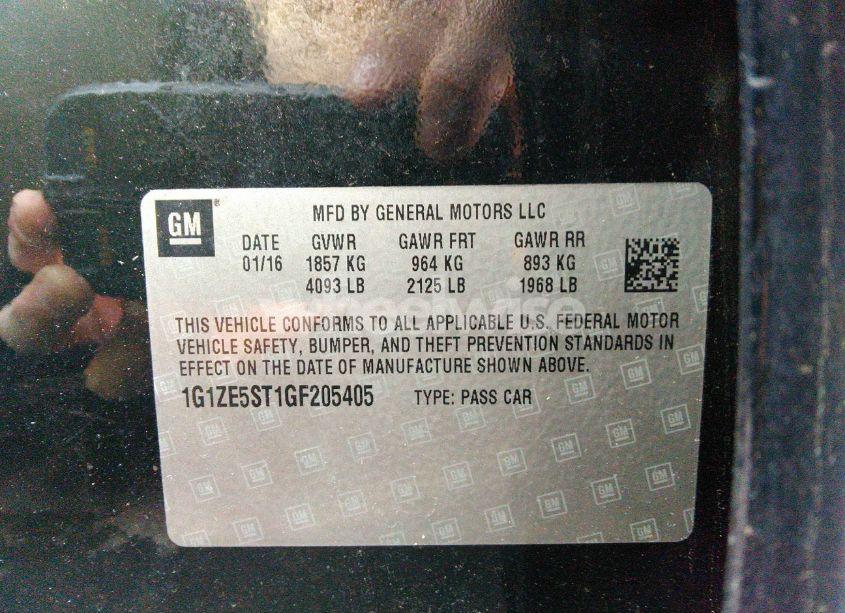 GM
MFD BY GENERAL MOTORS LLC
DATE GVWR GAWR FRT GAWR RR
01/16 1857 KG 964 KG 893 KG
4093 LB 2125 LB 1968 LB
THIS VEHICLE CONFORMS TO ALL APPLICABLE U.S. FEDERAL MOTOR
VEHICLE SAFETY, BUMPER, AND THEFT PREVENTION STANDARDS IN
EFFECT ON THE DATE OF MANUFACTURE SHOWN ABOVE.
1G1ZE5ST1GF205405 TYPE: PASS CAR